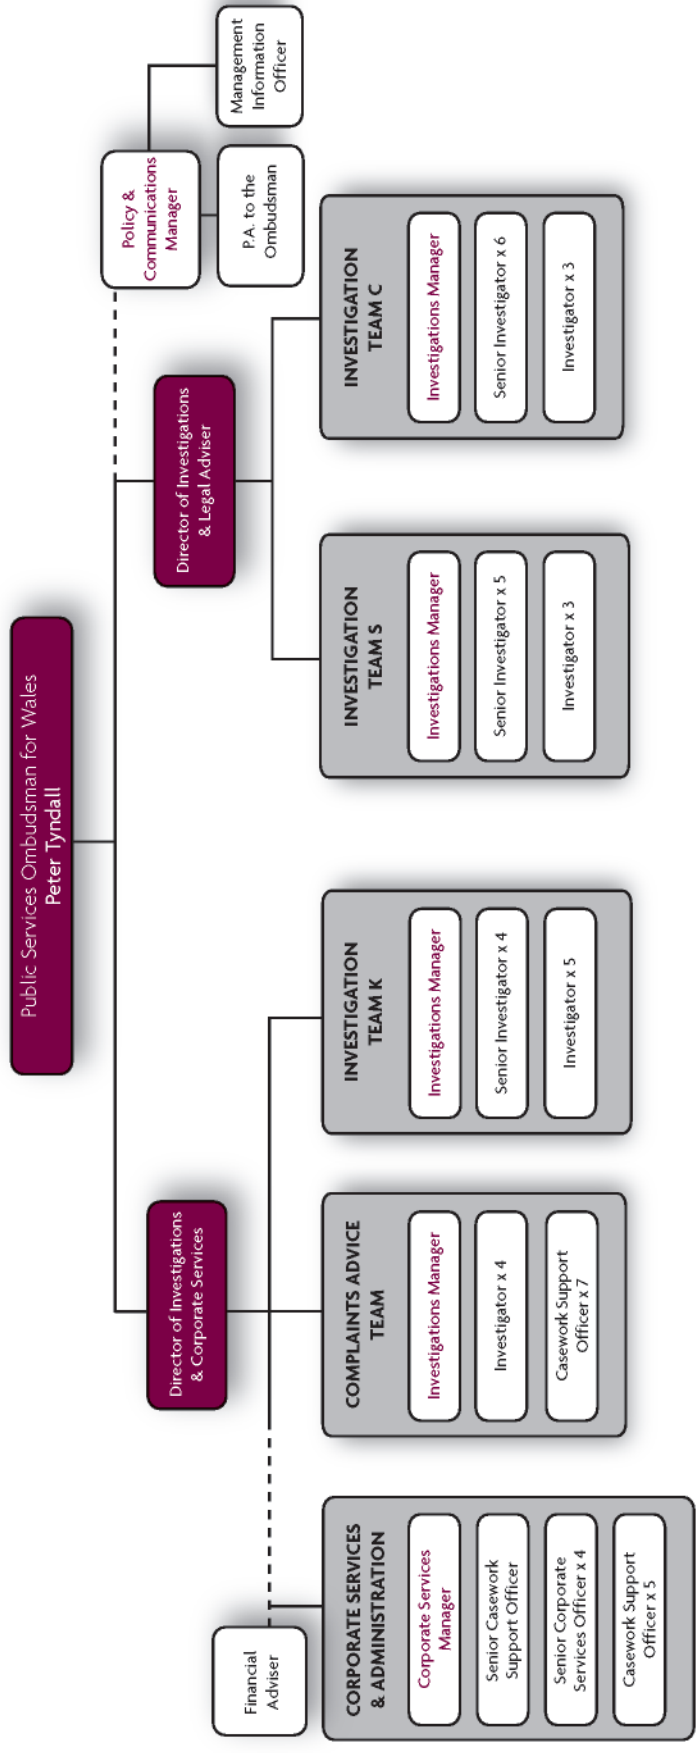 Public Services Ombudsman for Wales
Peter Tyndall
Policy &
Communications
Manager
Management
Information
Officer
P.A. to the
Ombudsman
Director of Investigations
& Corporate Services
Director of Investigations
& Legal Adviser
Financial
Adviser
CORPORATE SERVICES
& ADMINISTRATION
Corporate Services
Manager
Senior Casework
Support Officer
Senior Corporate
Services Officer x 4
Casework Support
Officer x 5
COMPLAINTS ADVICE
TEAM
Investigations Manager
Investigator x 4
Casework Support
Officer x 7
INVESTIGATION
TEAM K
Investigations Manager
Senior Investigator x 4
Investigator x 5
INVESTIGATION
TEAM S
Investigations Manager
Senior Investigator x 5
Investigator x 3
INVESTIGATION
TEAM C
Investigations Manager
Senior Investigator x 6
Investigator x 3